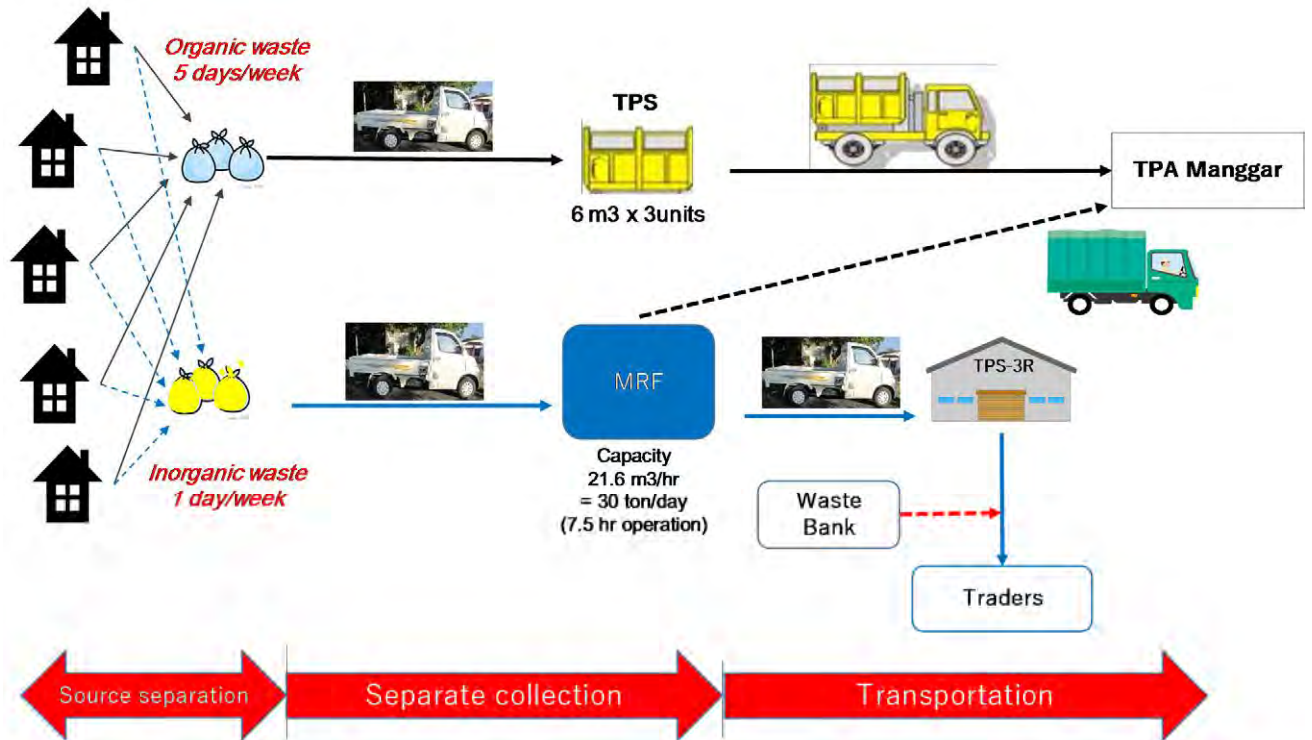 Organic waste
5 days/week
TPS
6 m3 x 3units
TPA Manggar
Inorganic waste
1 day/week
MRF
Capacity
21.6 m3/hr
= 30 ton/day
(7.5 hr operation)
TPS-3R
Waste
Bank
Traders
Source separation
Separate collection
Transportation